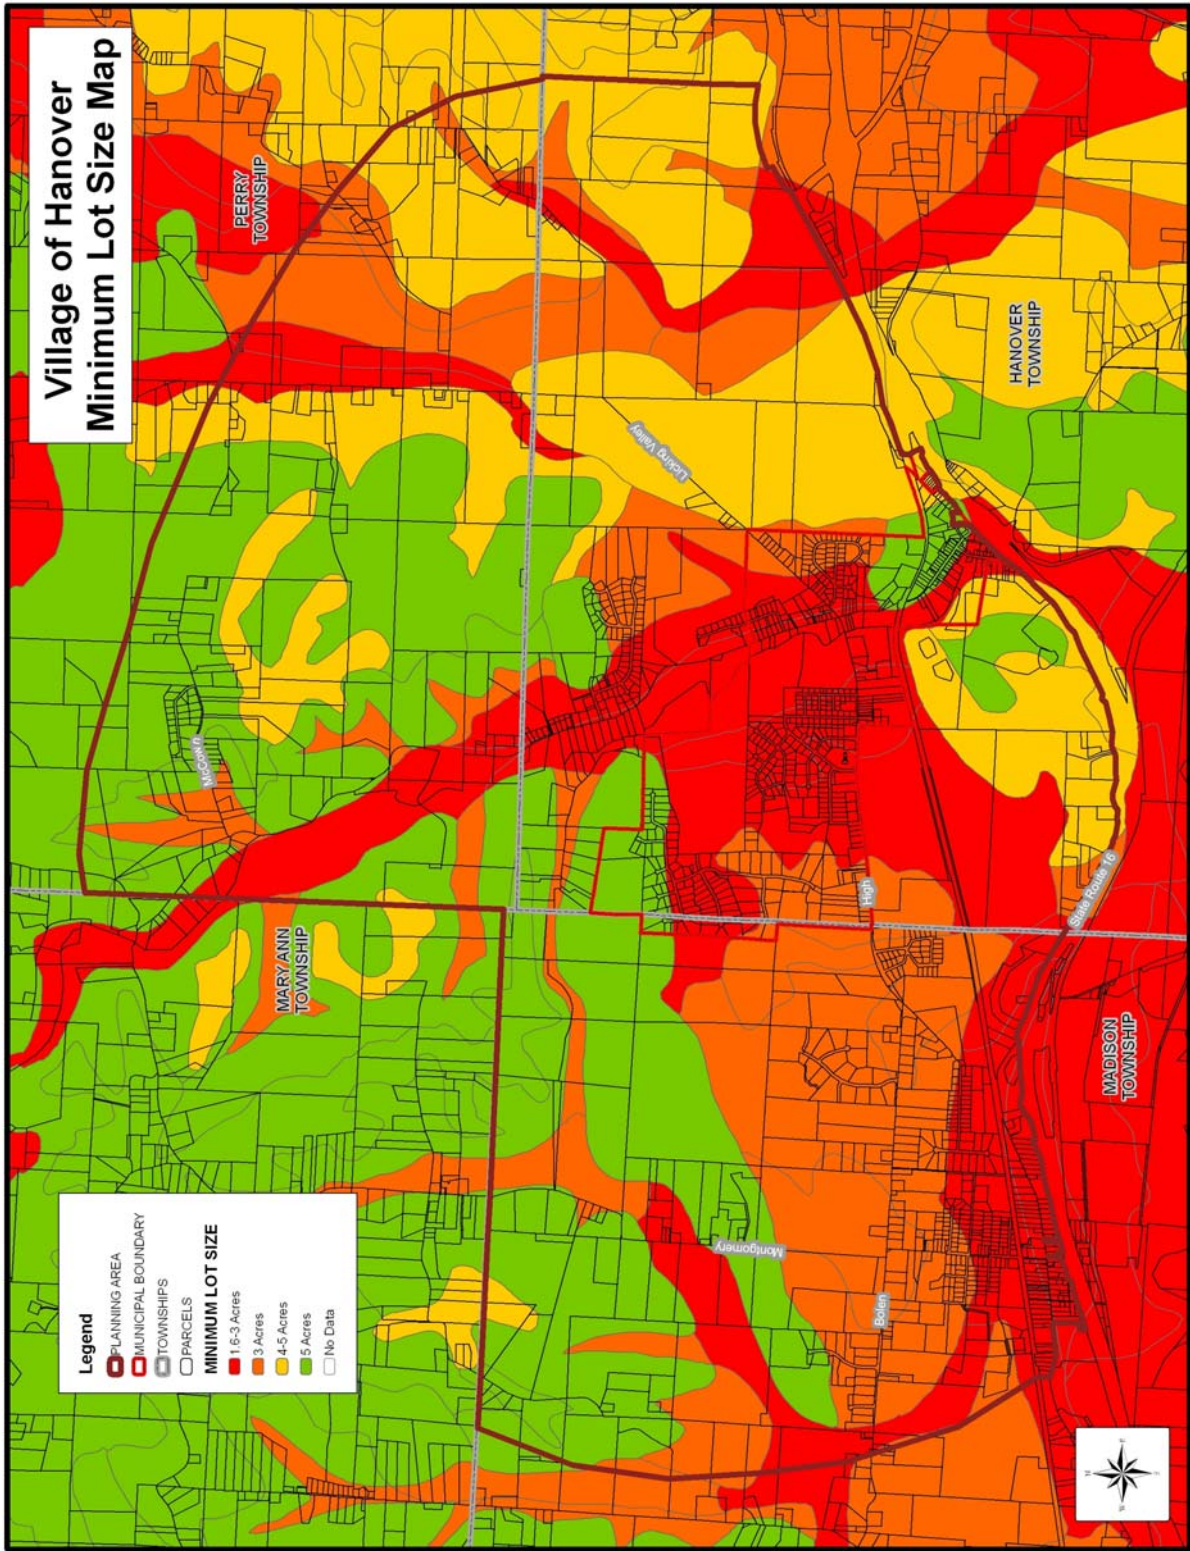 Village of Hanover
Minimum Lot Size Map
PERRY
TOWNSHIP
MARY ANN
TOWNSHIP
HANOVER
TOWNSHIP
MADISON
TOWNSHIP
Licking Valley
High
State Route 16
Montgomery
Bolen
Legend
PLANNING AREA
MUNICIPAL BOUNDARY
TOWNSHIPS
PARCELS
MINIMUM LOT SIZE
1.6-3 Acres
3 Acres
4-5 Acres
5 Acres
No Data
N
W
E
S